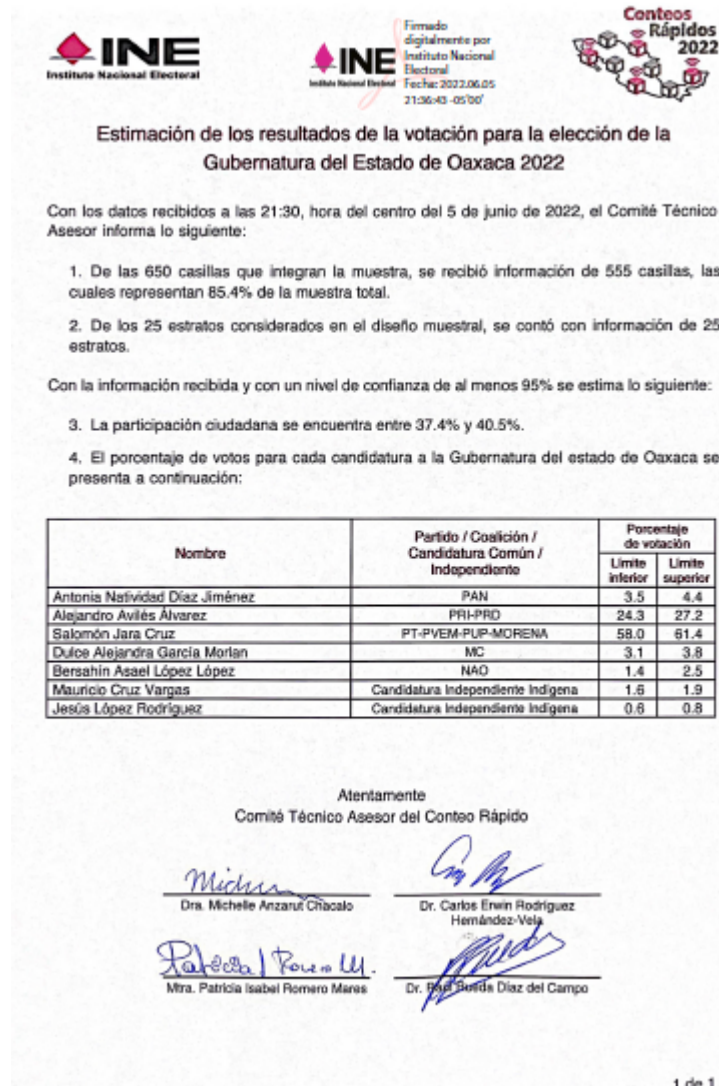 INE
Instituto Nacional Electoral
INE
Instituto Nacional Electoral
Firmado
digitalmente por
Instituto Nacional
Electoral
Fecha: 2022.06.05
21:36:43 -05'00'
Conteos
Rápidos
2022
Estimación de los resultados de la votación para la elección de la
Gubernatura del Estado de Oaxaca 2022
Con los datos recibidos a las 21:30, hora del centro del 5 de junio de 2022, el Comité Técnico
Asesor informa lo siguiente:
1. De las 650 casillas que integran la muestra, se recibió información de 555 casillas, las
cuales representan 85.4% de la muestra total.
2. De los 25 estratos considerados en el diseño muestral, se contó con información de 25
estratos.
Con la información recibida y con un nivel de confianza de al menos 95% se estima lo siguiente:
3. La participación ciudadana se encuentra entre 37.4% y 40.5%.
4. El porcentaje de votos para cada candidatura a la Gubernatura del estado de Oaxaca se
presenta a continuación:
Nombre
Partido / Coalición /
Candidatura Común /
Independiente
Porcentaje
de votación
Límite inferior
Límite superior
Antonia Natividad Díaz Jiménez PAN 3.5 4.4
Alejandro Avilés Álvarez PRI-PRD 24.3 27.2
Salomón Jara Cruz PT-PVEM-PUP-MORENA 58.0 61.4
Dulce Alejandra García Morlan MC 3.1 3.8
Bersahín Asael López López NAO 1.4 2.5
Mauricio Cruz Vargas Candidatura Independiente Indígena 1.6 1.9
Jesús López Rodríguez Candidatura Independiente Indígena 0.6 0.8
Atentamente
Comité Técnico Asesor del Conteo Rápido
Dra. Michelle Anzarut Chacalo
Dr. Carlos Erwin Rodríguez
Hernández-Vela
Patricia I Romero M.
Mtra. Patricia Isabel Romero Mares
Dr. Raúl Rueda Díaz del Campo
1 de 1